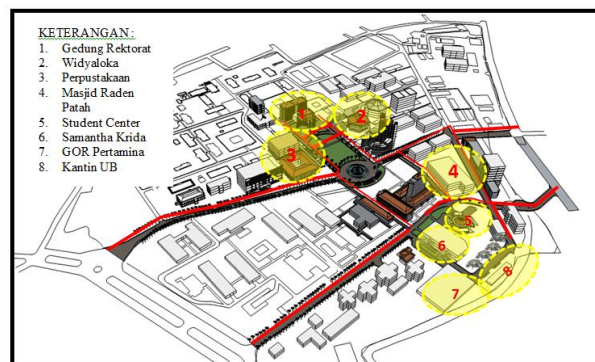 KETERANGAN :
1. Gedung Rektorat
2. Widyaloka
3. Perpustakaan
4. Masjid Raden
Patah
5. Student Center
6. Samantha Krida
7. GOR Pertamina
8. Kantin UB
1
2
3
4
5
6
7
8